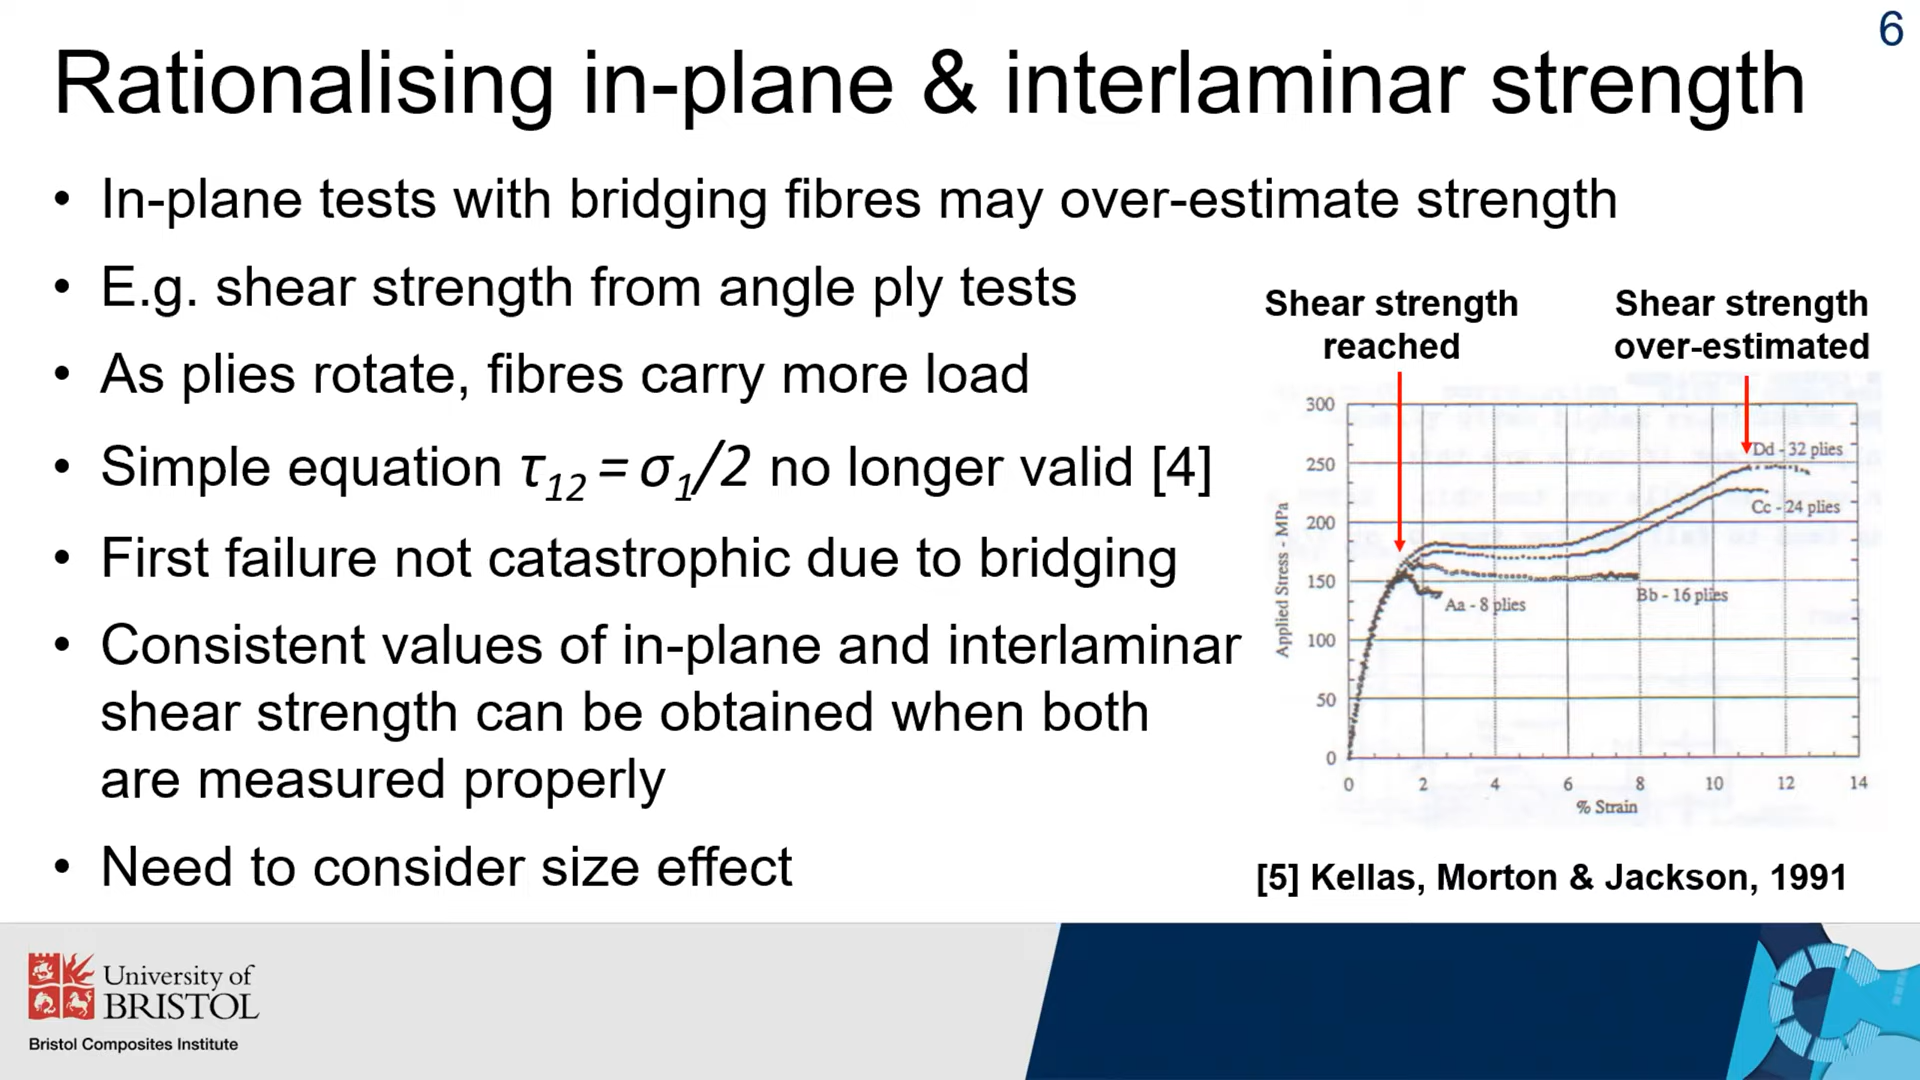 6
Rationalising in-plane & interlaminar strength
• In-plane tests with bridging fibres may over-estimate strength
• E.g. shear strength from angle ply tests
• As plies rotate, fibres carry more load
• Simple equation τ12 = σ1/2 no longer valid [4]
• First failure not catastrophic due to bridging
• Consistent values of in-plane and interlaminar
shear strength can be obtained when both
are measured properly
• Need to consider size effect
Shear strength
reached
Shear strength
over-estimated
300
250
200
150
100
50
0
Applied Stress - MPa
Dd - 32 plies
Cc - 24 plies
Bb - 16 plies
Aa - 8 plies
0 2 4 6 8 10 12 14
% Strain
[5] Kellas, Morton & Jackson, 1991
University of
BRISTOL
Bristol Composites Institute